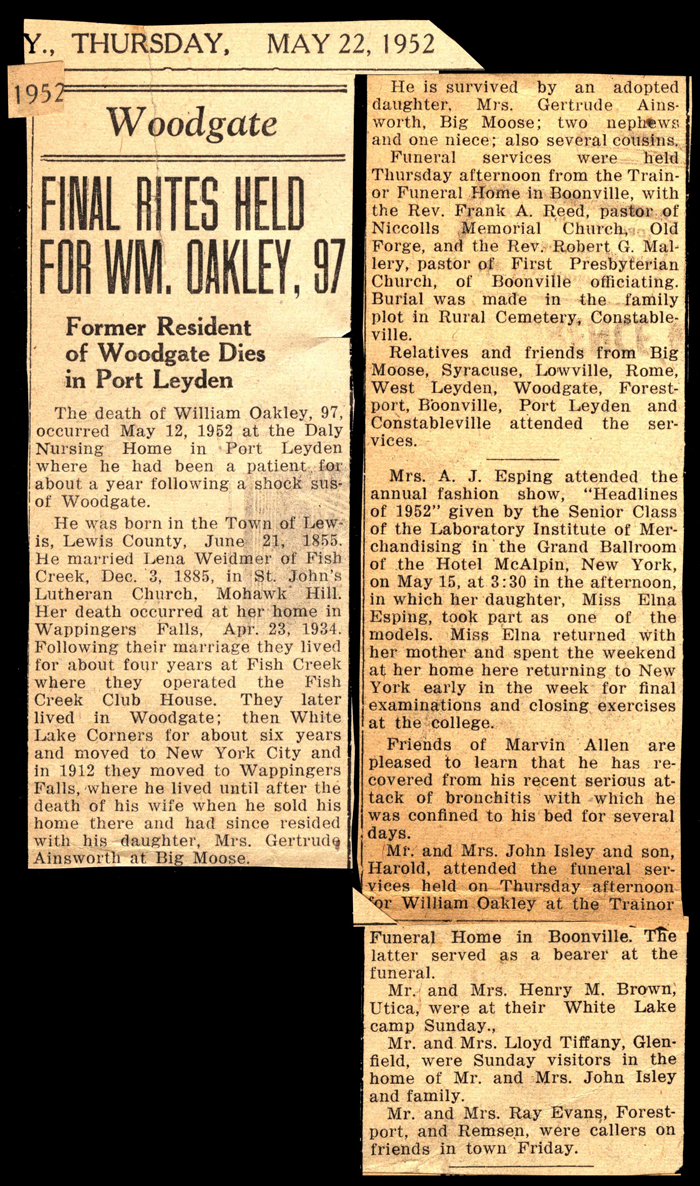 Y., THURSDAY, MAY 22, 1952
1952
Woodgate
FINAL RITES HELD
FOR WM. OAKLEY, 97
Former Resident
of Woodgate Dies
in Port Leyden
The death of William Oakley, 97,
occurred May 12, 1952 at the Daly
Nursing Home in Port Leyden
where he had been a patient for
about a year following a shock sus-
of Woodgate.
He was born in the Town of Lew-
is, Lewis County, June 21, 1855.
He married Lena Weidmer of Fish
Creek, Dec. 3, 1885, in St. John's
Lutheran Church, Mohawk Hill.
Her death occurred at her home in
Wappingers Falls, Apr. 23, 1934.
Following their marriage they lived
for about four years at Fish Creek
where they operated the Fish
Creek Club House. They later
lived in Woodgate; then White
Lake Corners for about six years
and moved to New York City and
in 1912 they moved to Wappingers
Falls, where he lived until after the
death of his wife when he sold his
home there and had since resided
with his daughter, Mrs. Gertrude
Ainsworth at Big Moose.
He is survived by an adopted
daughter, Mrs. Gertrude Ains-
worth, Big Moose; two nephews
and one niece; also several cousins.
Funeral services were held
Thursday afternoon from the Train-
or Funeral Home in Boonville, with
the Rev. Frank A. Reed, pastor of
Niccolls Memorial Church, Old
Forge, and the Rev. Robert G. Mal-
lery, pastor of First Presbyterian
Church, of Boonville officiating.
Burial was made in the family
plot in Rural Cemetery, Constable-
ville.
Relatives and friends from Big
Moose, Syracuse, Lowville, Rome,
West Leyden, Woodgate, Forest-
port, Boonville, Port Leyden and
Constableville attended the ser-
vices.
Mrs. A. J. Esping attended the
annual fashion show, "Headlines
of 1952" given by the Senior Class
of the Laboratory Institute of Mer-
chandising in the Grand Ballroom
of the Hotel McAlpin, New York,
on May 15, at 3:30 in the afternoon,
in which her daughter, Miss Elna
Esping, took part as one of the
models. Miss Elna returned with
her mother and spent the weekend
at her home here returning to New
York early in the week for final
examinations and closing exercises
at the college.
Friends of Marvin Allen are
pleased to learn that he has re-
covered from his recent serious at-
tack of bronchitis with which he
was confined to his bed for several
days.
Mr. and Mrs. John Isley and son,
Harold, attended the funeral ser-
vices held on Thursday afternoon
for William Oakley at the Trainor
Funeral Home in Boonville. The
latter served as a bearer at the
funeral.
Mr. and Mrs. Henry M. Brown,
Utica, were at their White Lake
camp Sunday.,
Mr. and Mrs. Lloyd Tiffany, Glen-
field, were Sunday visitors in the
home of Mr. and Mrs. John Isley
and family.
Mr. and Mrs. Ray Evans, Forest-
port, and Remsen, were callers on
friends in town Friday.